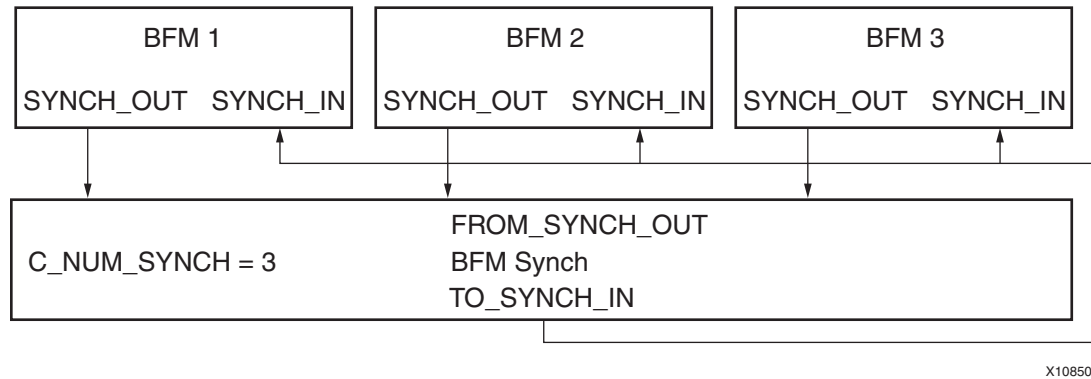 BFM 1
BFM 2
BFM 3
SYNCH_OUT SYNCH_IN
SYNCH_OUT SYNCH_IN
SYNCH_OUT SYNCH_IN
FROM_SYNCH_OUT
C_NUM_SYNCH = 3
BFM Synch
TO_SYNCH_IN
X10850